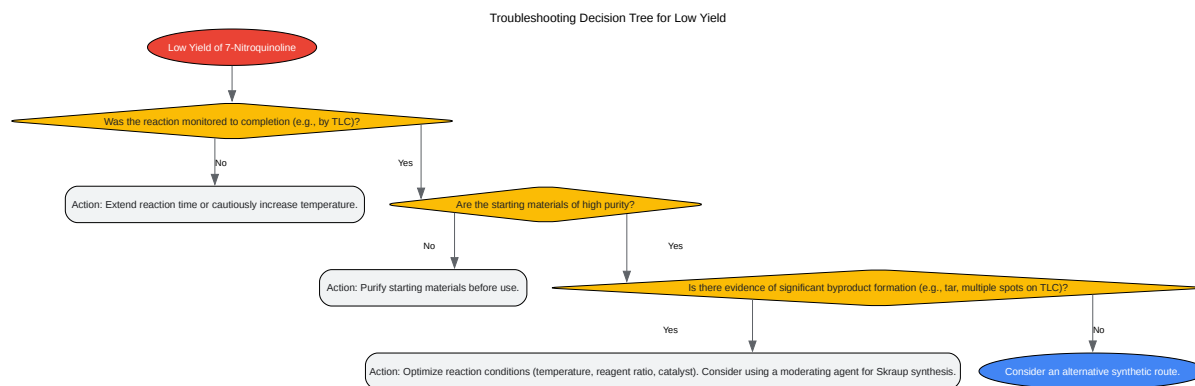 Troubleshooting Decision Tree for Low Yield
Low Yield of 7-Nitroquinoline
Was the reaction monitored to completion (e.g., by TLC)?
No
Yes
Action: Extend reaction time or cautiously increase temperature.
Are the starting materials of high purity?
No
Yes
Action: Purify starting materials before use.
Is there evidence of significant byproduct formation (e.g., tar, multiple spots on TLC)?
Yes
No
Action: Optimize reaction conditions (temperature, reagent ratio, catalyst). Consider using a moderating agent for Skraup synthesis.
Consider an alternative synthetic route.